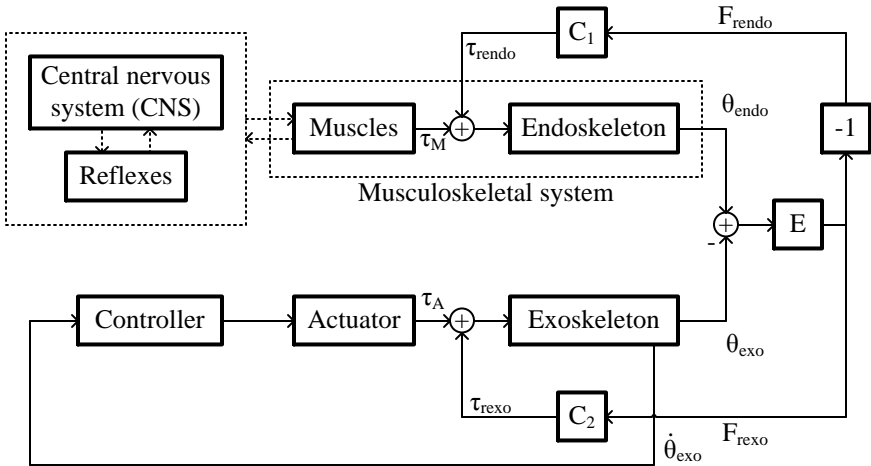 C₁
F_rendo
τ_rendo
Central nervous
system (CNS)
Reflexes
Muscles
τ_M
+
Endoskeleton
θ_endo
-1
Musculoskeletal system
+
-
E
Controller
Actuator
τ_A
+
Exoskeleton
θ_exo
τ_rexo
C₂
F_rexo
θ̇_exo